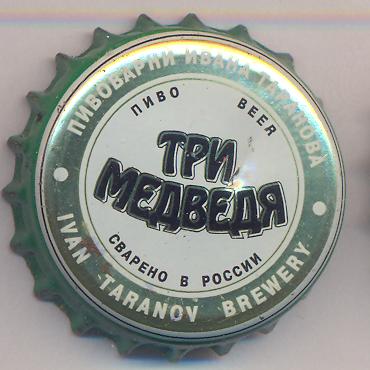 ПИВОВАРНИ ИВАНА ТАРАНОВА
ПИВО BEER
ТРИ
МЕДВЕДЯ
СВАРЕНО В РОССИИ
IVAN TARANOV BREWERY